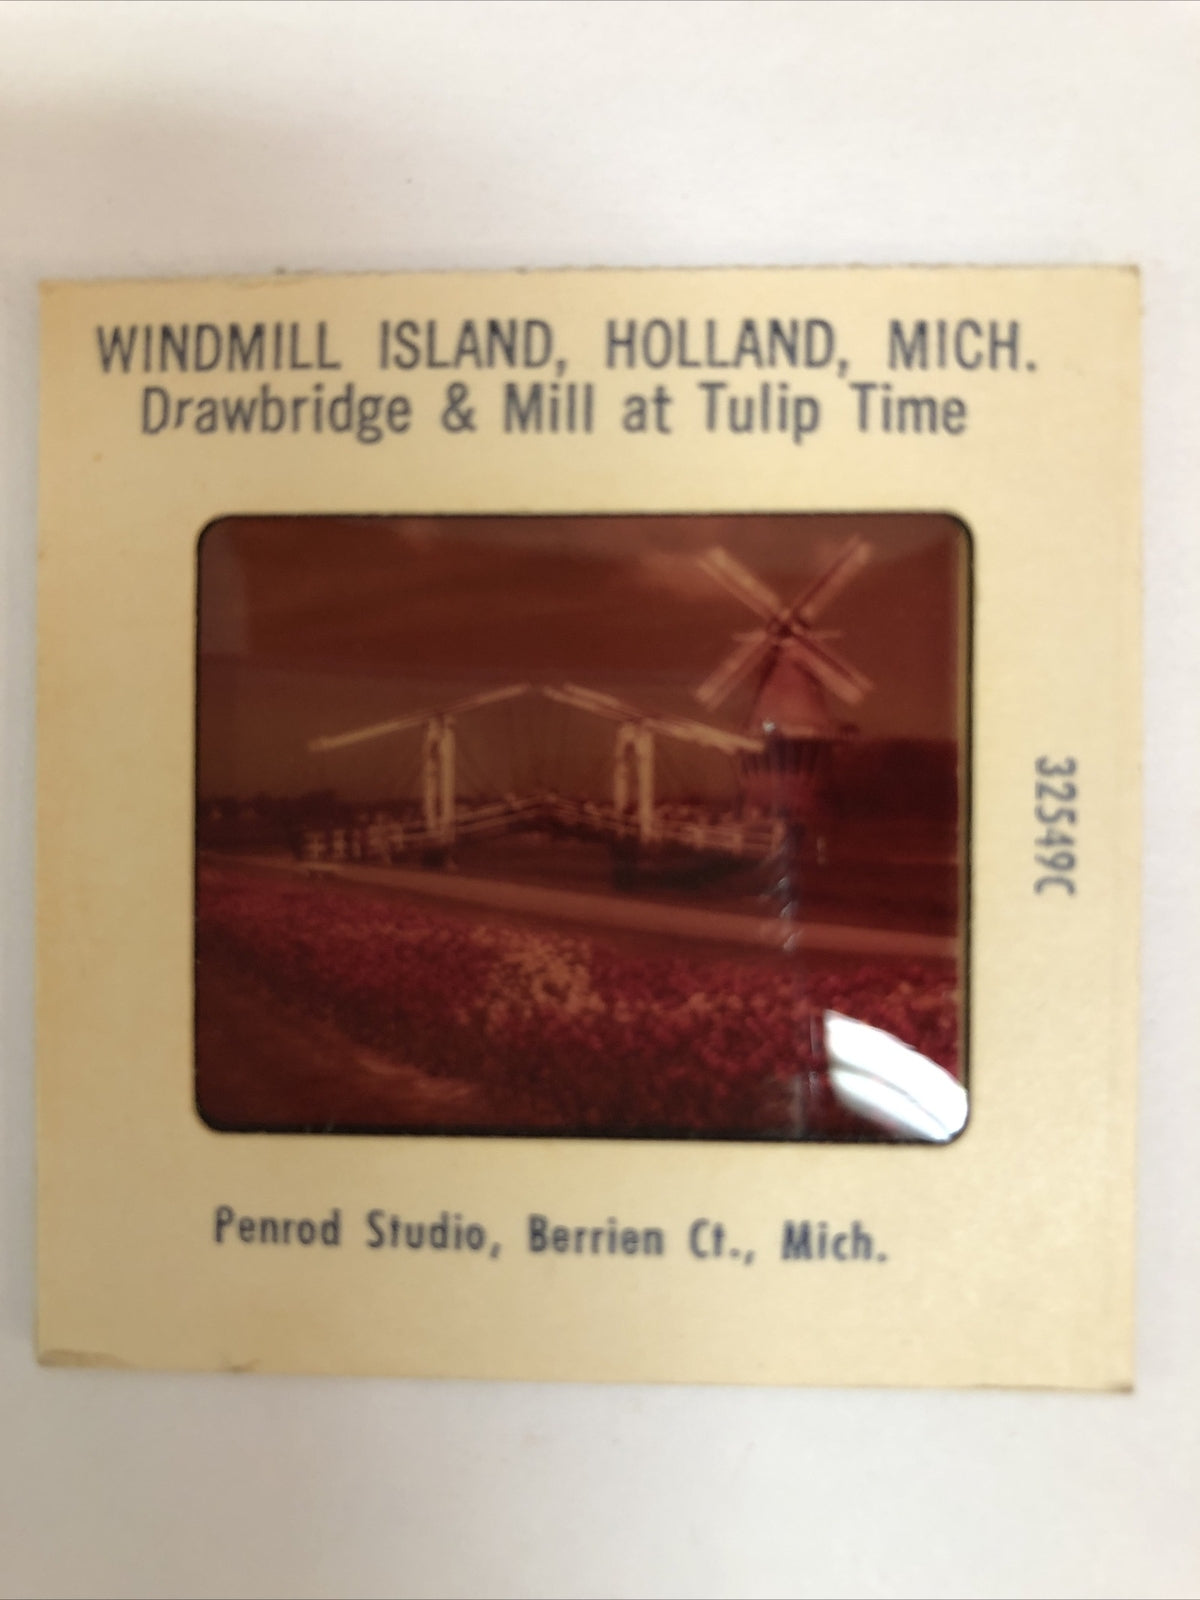 WINDMILL ISLAND, HOLLAND, MICH.
Drawbridge & Mill at Tulip Time
32549C
Penrod Studio, Berrien Ct., Mich.